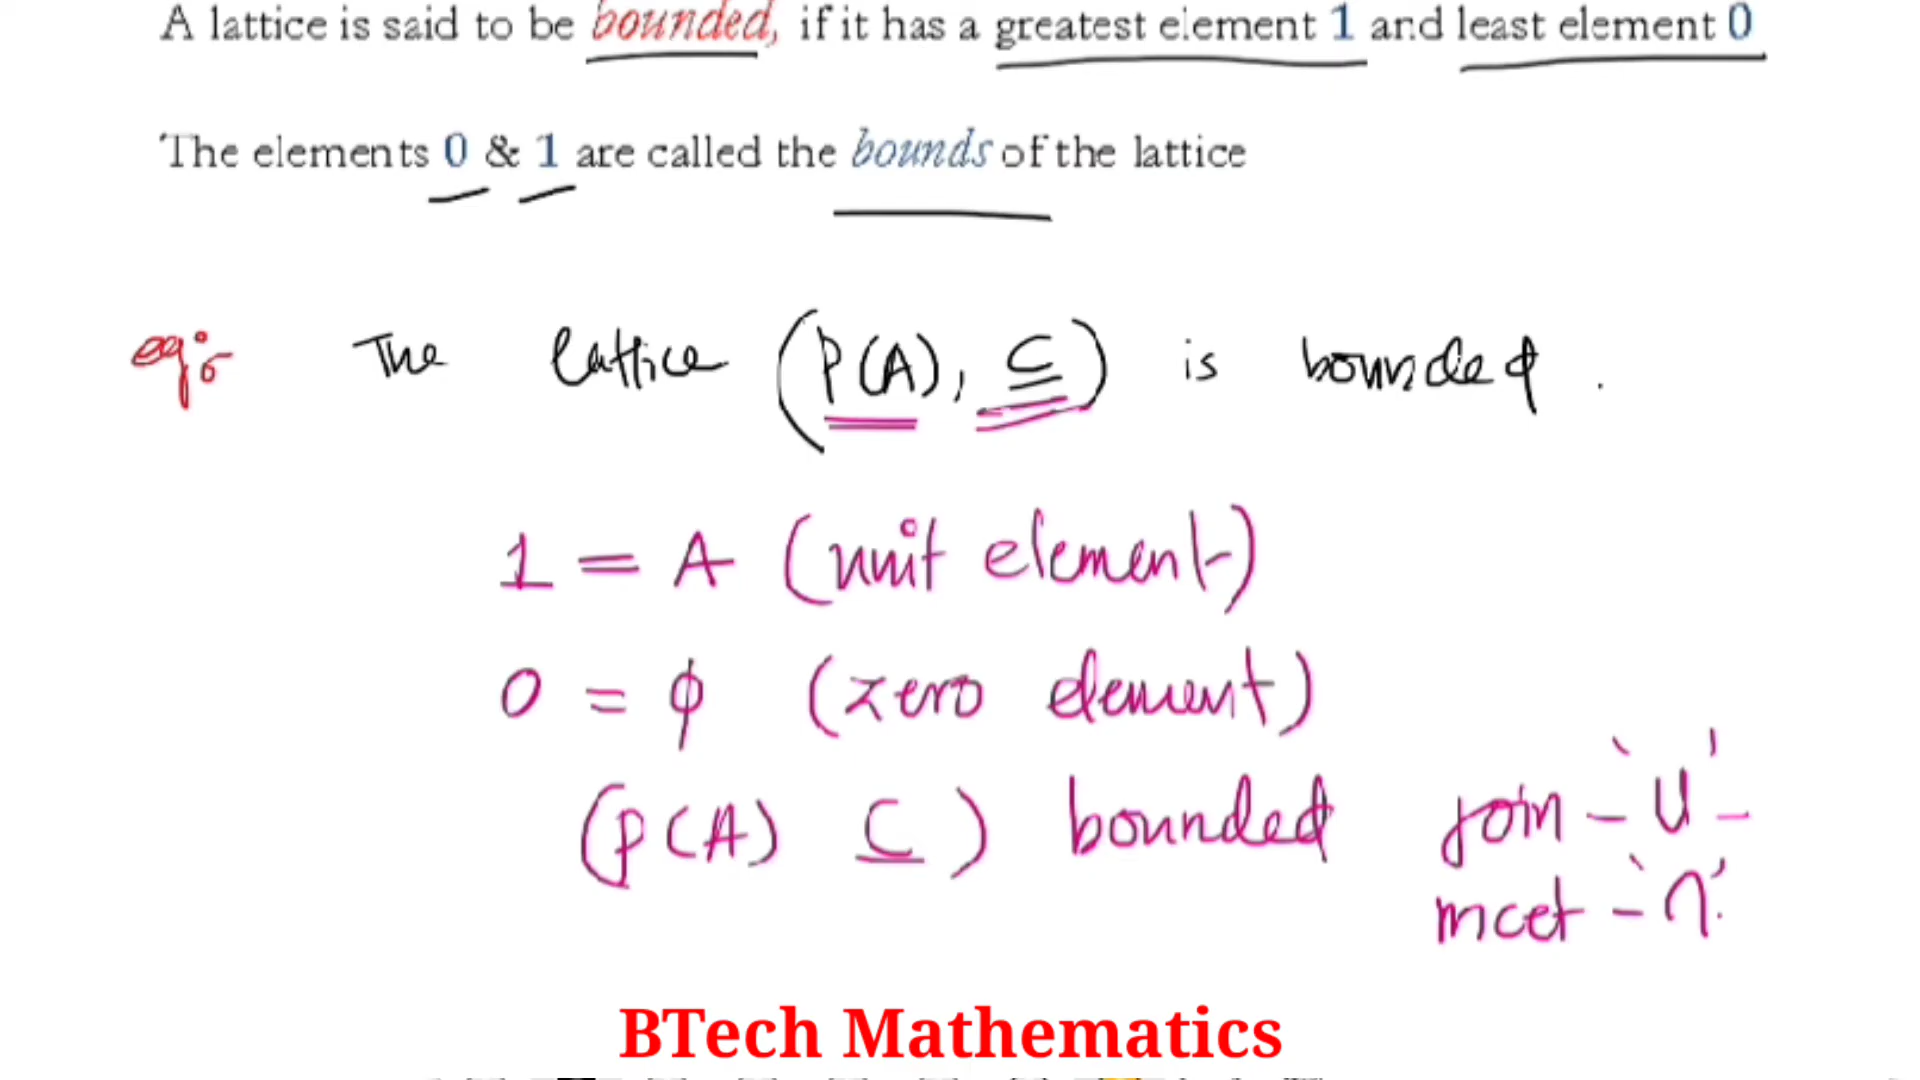 A lattice is said to be bounded, if it has a greatest element 1 and least element 0
The elements 0 & 1 are called the bounds of the lattice
eg: The lattice (P(A), ⊆) is bounded.
1 = A (unit element)
0 = ϕ (zero element)
(P(A) ⊆) bounded join - '∪' -
meet - '∩'.
BTech Mathematics